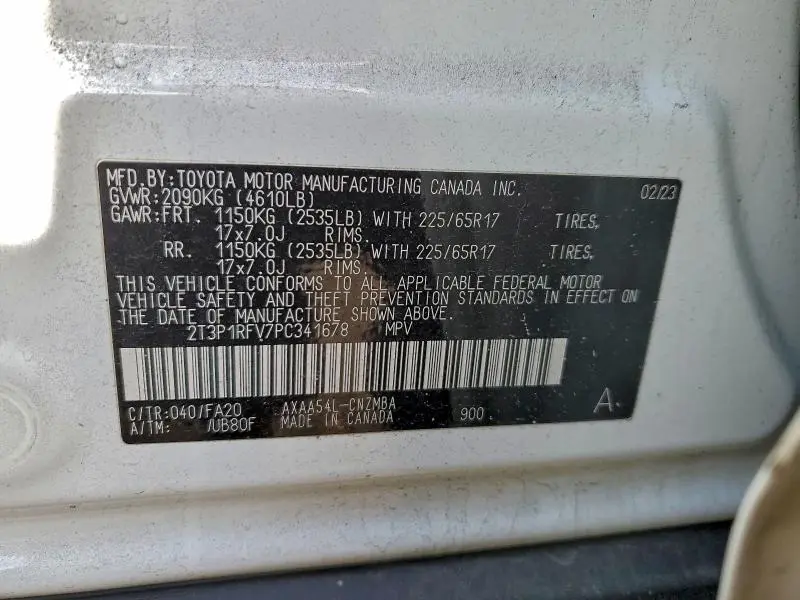 MFD.BY:TOYOTA MOTOR MANUFACTURING CANADA INC. 02/23
GVWR:2090KG (4610LB)
GAWR:FRT. 1150KG (2535LB) WITH 225/65R17 TIRES,
17x7.0J RIMS.
RR. 1150KG (2535LB) WITH 225/65R17 TIRES,
17x7.0J RIMS.
THIS VEHICLE CONFORMS TO ALL APPLICABLE FEDERAL MOTOR
VEHICLE SAFETY AND THEFT PREVENTION STANDARDS IN EFFECT ON
THE DATE OF MANUFACTURE SHOWN ABOVE.
2T3P1RFV7PC341678 MPV
C/TR:040/FA20 AXAA54L-CNZMBA 900 A.
A/TM: /UB80F MADE IN CANADA